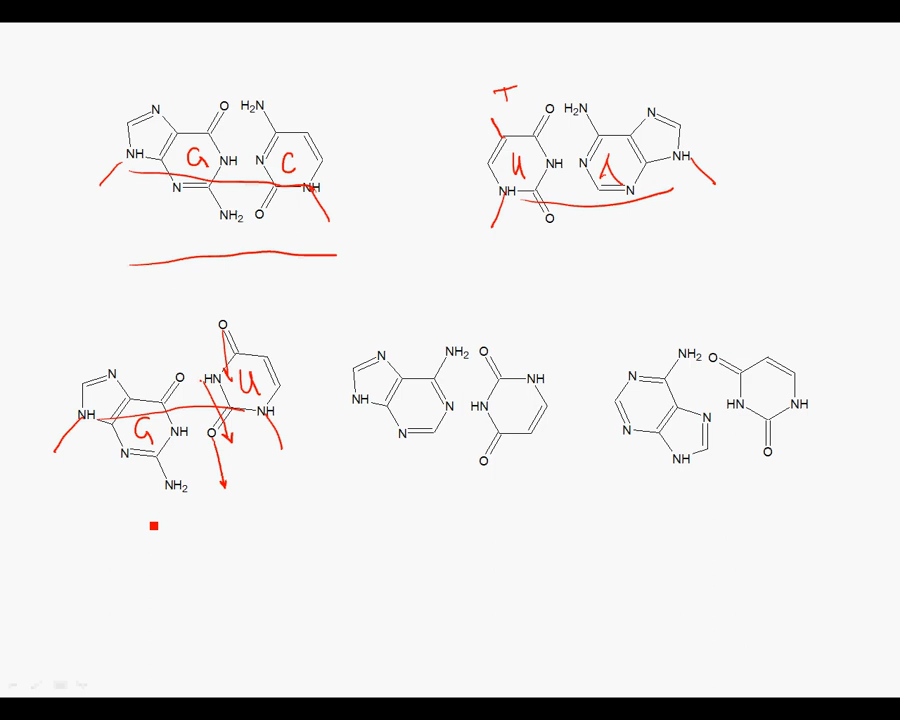 N O H₂N
NH G NH N C
N NH
NH₂ O
T
O H₂N N
U NH N A NH
NH N
O
O
N O HN U
NH NH
G NH O
N
NH₂
N NH₂ O
NH N HN NH
N O
N NH₂ O
N N NH NH
NH O